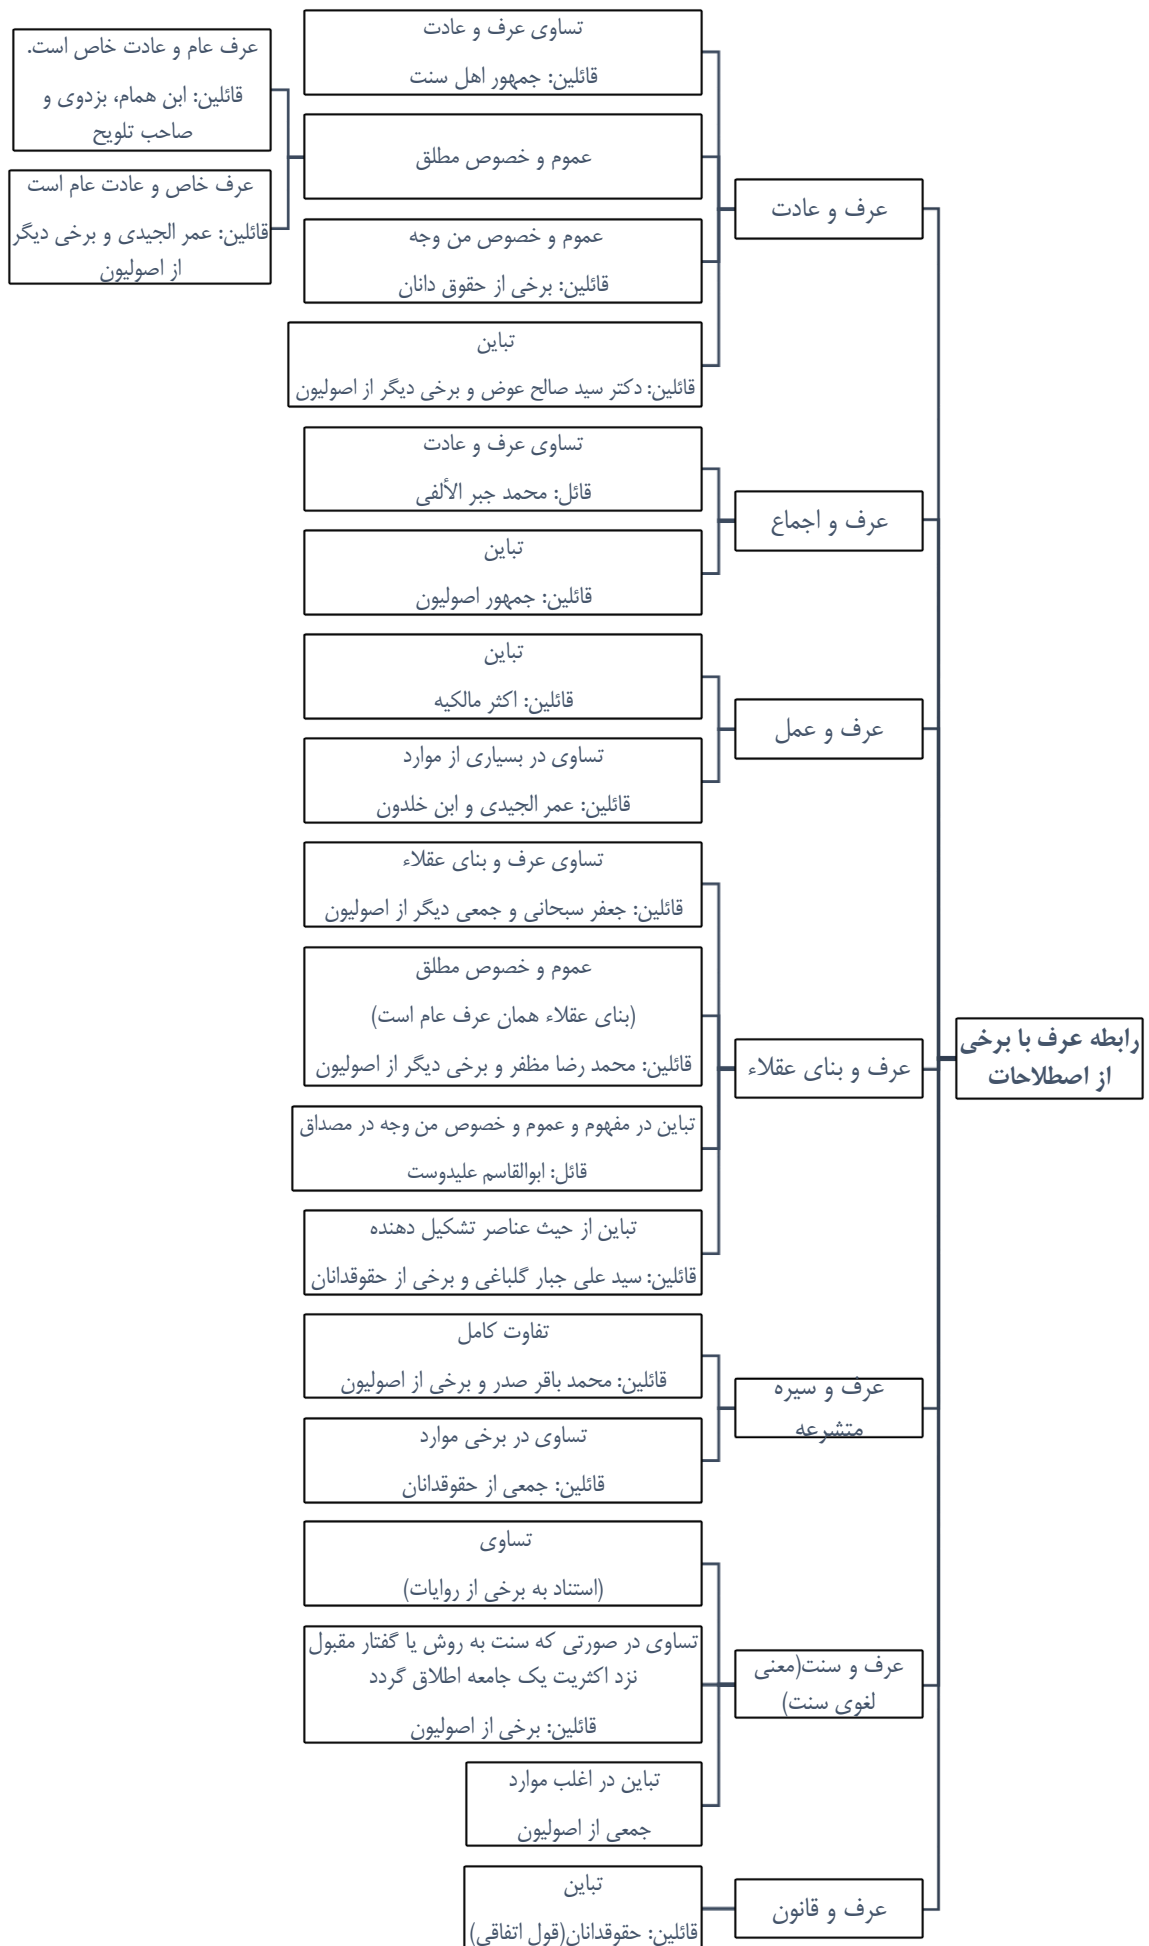 رابطه عرف با برخی
از اصطلاحات
عرف و عادت
تساوی عرف و عادت
قائلین: جمهور اهل سنت
عموم و خصوص مطلق
عرف عام و عادت خاص است.
قائلین: ابن همام، بزدوی و
صاحب تلویح
عرف خاص و عادت عام است
قائلین: عمر الجیدی و برخی دیگر
از اصولیون
عموم و خصوص من وجه
قائلین: برخی از حقوق دانان
تباین
قائلین: دکتر سید صالح عوض و برخی دیگر از اصولیون
عرف و اجماع
تساوی عرف و عادت
قائل: محمد جبر الألفی
تباین
قائلین: جمهور اصولیون
عرف و عمل
تباین
قائلین: اکثر مالکیه
تساوی در بسیاری از موارد
قائلین: عمر الجیدی و ابن خلدون
عرف و بنای عقلاء
تساوی عرف و بنای عقلاء
قائلین: جعفر سبحانی و جمعی دیگر از اصولیون
عموم و خصوص مطلق
(بنای عقلاء همان عرف عام است)
قائلین: محمد رضا مظفر و برخی دیگر از اصولیون
تباین در مفهوم و عموم و خصوص من وجه در مصداق
قائل: ابوالقاسم علیدوست
تباین از حیث عناصر تشکیل دهنده
قائلین: سید علی جبار گلباغی و برخی از حقوقدانان
عرف و سیره
متشرعه
تفاوت کامل
قائلین: محمد باقر صدر و برخی از اصولیون
تساوی در برخی موارد
قائلین: جمعی از حقوقدانان
عرف و سنت(معنی
لغوی سنت)
تساوی
(استناد به برخی از روایات)
تساوی در صورتی که سنت به روش یا گفتار مقبول
نزد اکثریت یک جامعه اطلاق گردد
قائلین: برخی از اصولیون
تباین در اغلب موارد
جمعی از اصولیون
عرف و قانون
تباین
قائلین: حقوقدانان(قول اتفاقی)